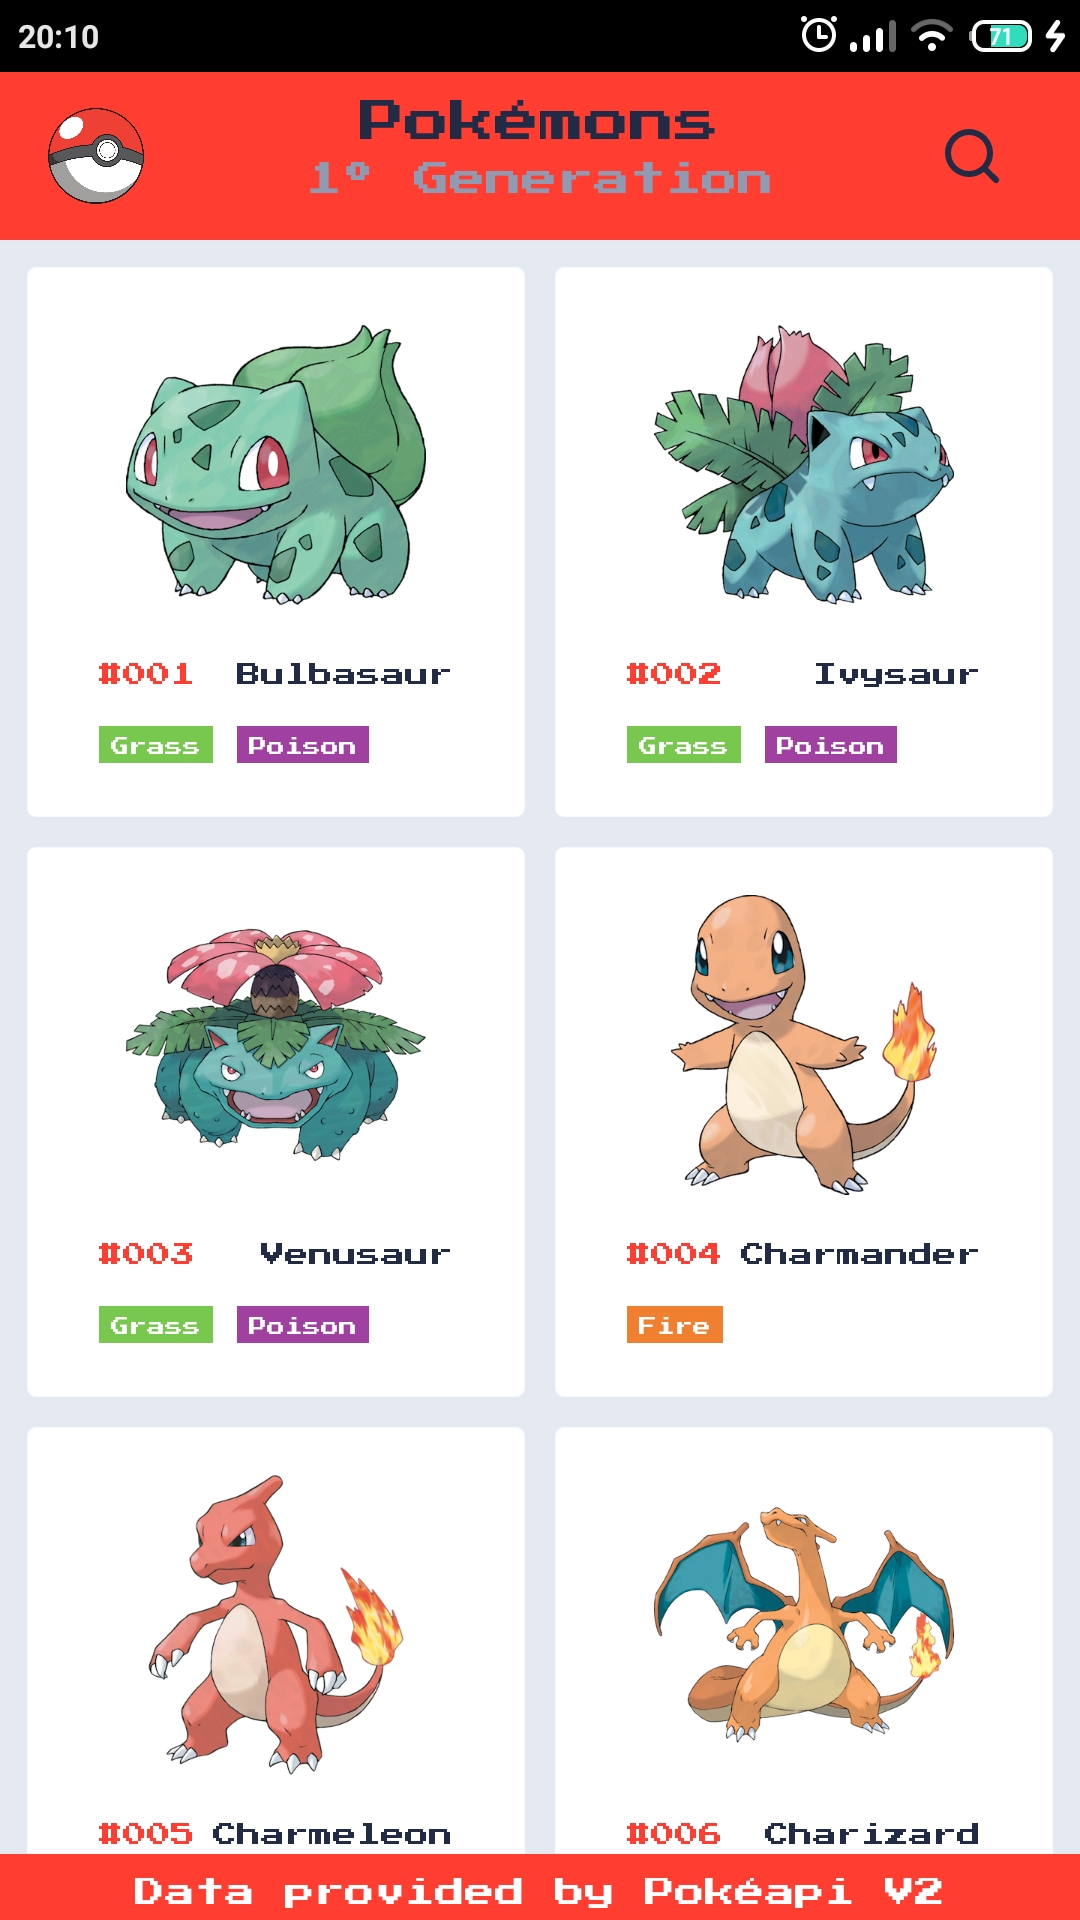 20:10
71
Pokémons
1º Generation
#001 Bulbasaur
Grass Poison
#002 Ivysaur
Grass Poison
#003 Venusaur
Grass Poison
#004 Charmander
Fire
#005 Charmeleon
#006 Charizard
Data provided by Pokéapi V2